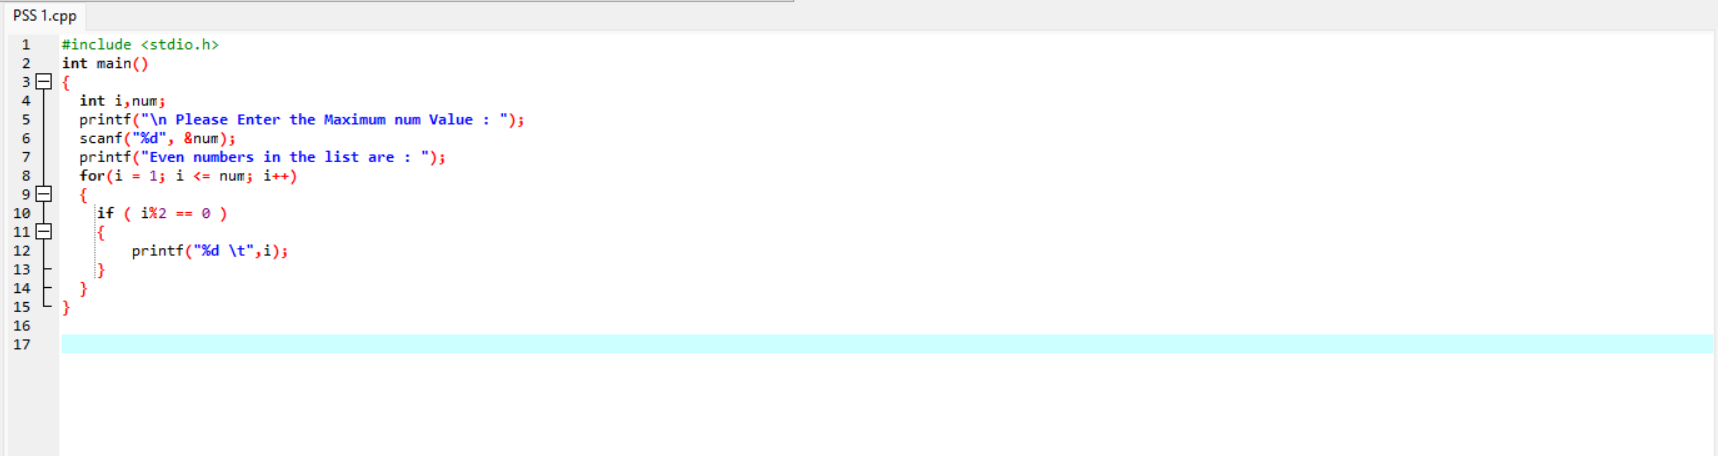 PSS 1.cpp
1 #include <stdio.h>
2 int main()
3 {
4 int i,num;
5 printf("\n Please Enter the Maximum num Value : ");
6 scanf("%d", &num);
7 printf("Even numbers in the list are : ");
8 for(i = 1; i <= num; i++)
9 {
10 if ( i%2 == 0 )
11 {
12 printf("%d \t",i);
13 }
14 }
15 }
16
17